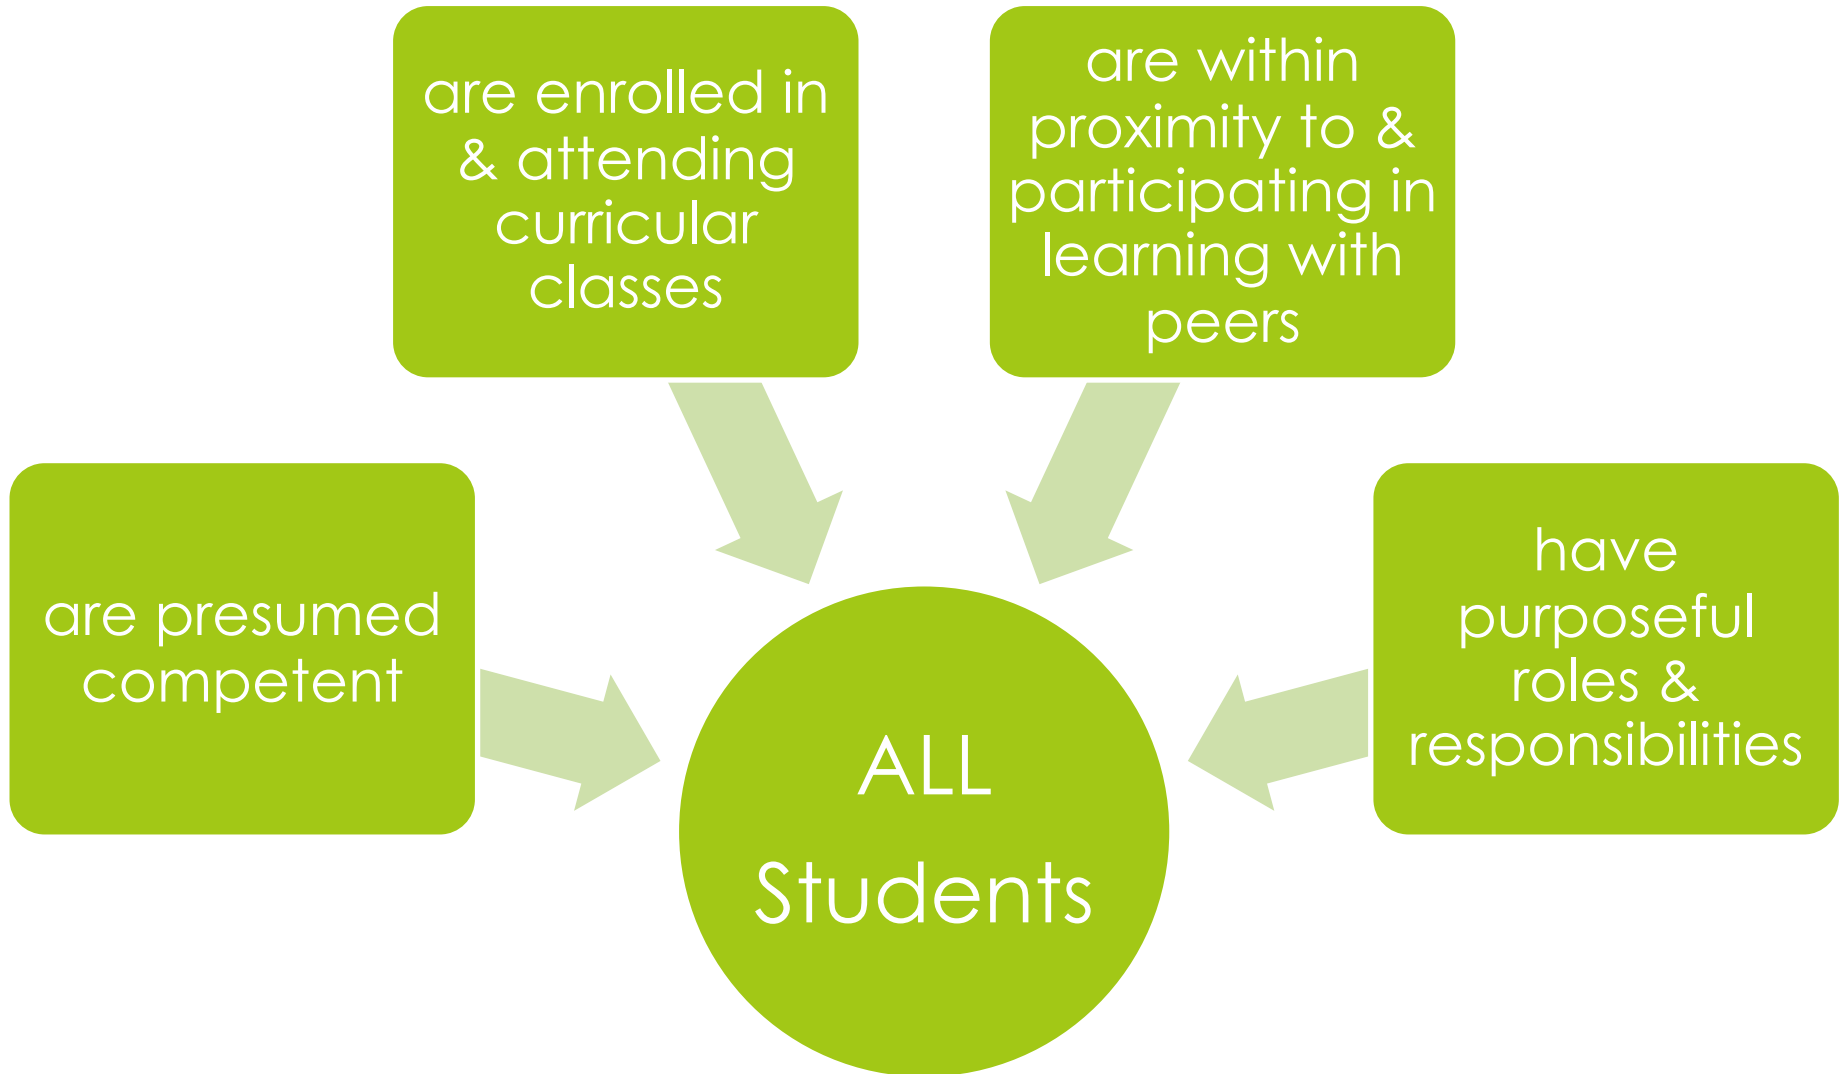 are enrolled in
& attending
curricular
classes
are within
proximity to &
participating in
learning with
peers
are presumed
competent
have
purposeful
roles &
responsibilities
ALL
Students